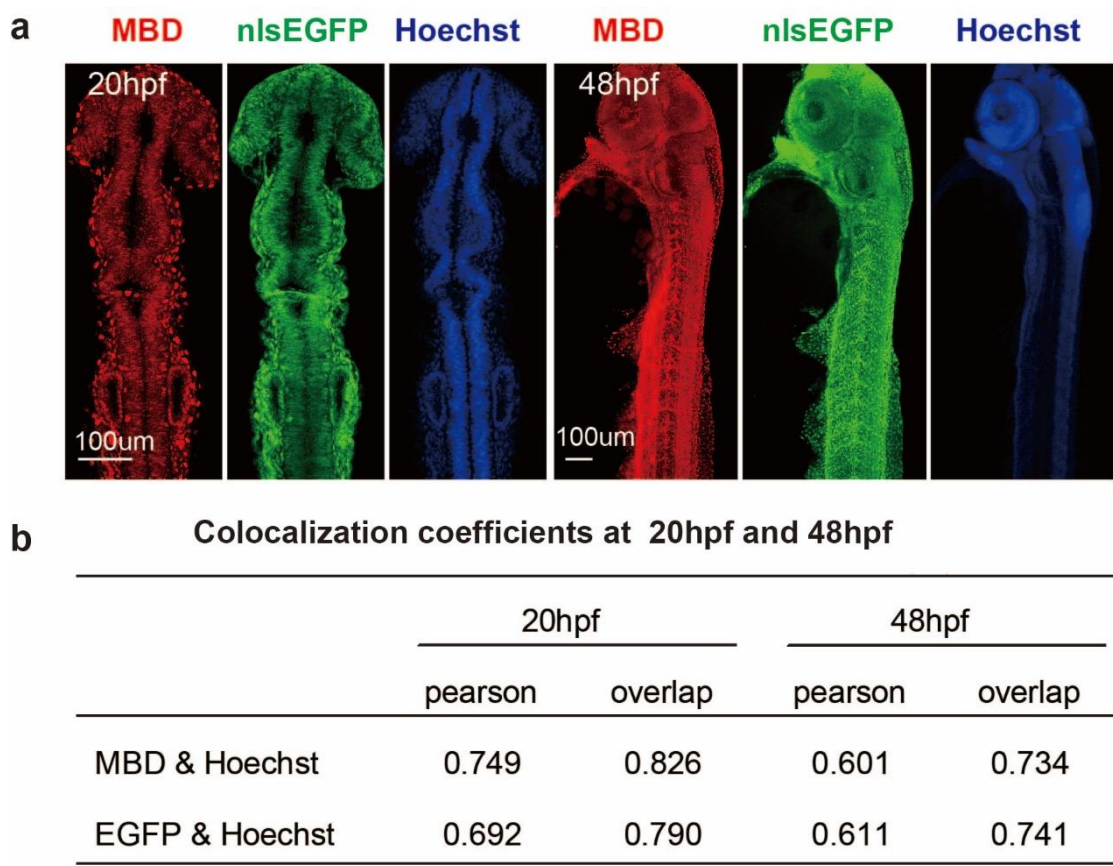 a
MBD nlsEGFP Hoechst MBD nlsEGFP Hoechst
20hpf 48hpf
100um 100um
b
Colocalization coefficients at 20hpf and 48hpf
20hpf 48hpf
pearson overlap pearson overlap
MBD & Hoechst 0.749 0.826 0.601 0.734
EGFP & Hoechst 0.692 0.790 0.611 0.741